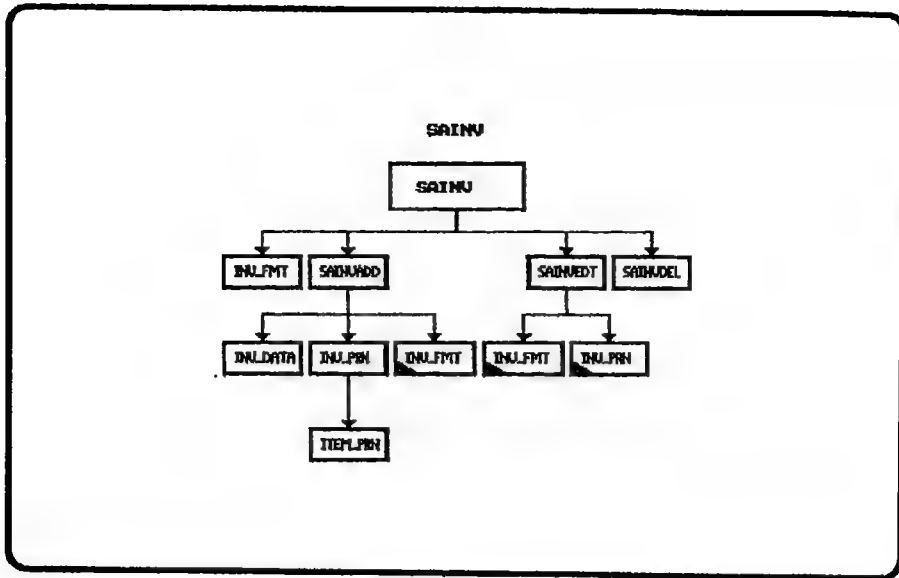 SAINV
SAINV
INV_FMT SAINVADD SAINVEDT SAINVDEL
INV_DATA INV_PRN INV_FMT INV_FMT INV_PRN
ITEM_PRN